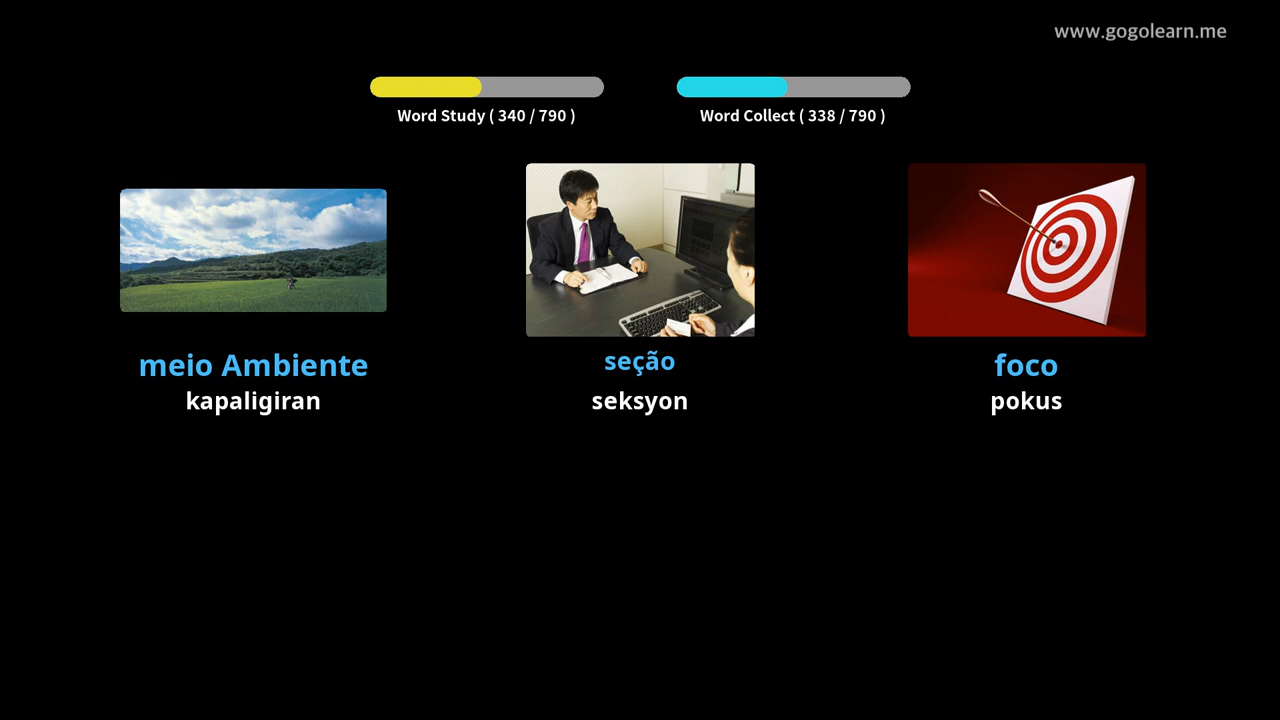 www.gogolearn.me
Word Study ( 340 / 790 )
Word Collect ( 338 / 790 )
meio Ambiente
kapaligiran
seção
seksyon
foco
pokus